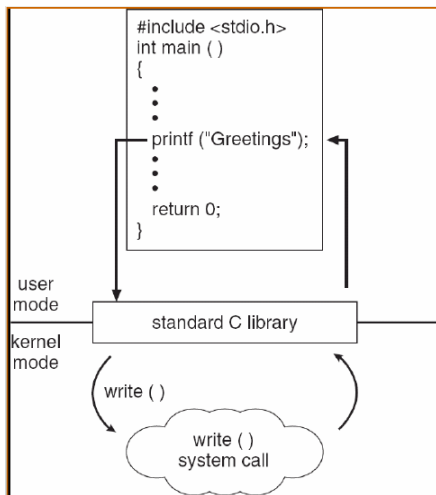 #include <stdio.h>
int main ( )
{
•
•
•
printf ("Greetings");
•
•
•
return 0;
}
user
mode
standard C library
kernel
mode
write ( )
write ( )
system call